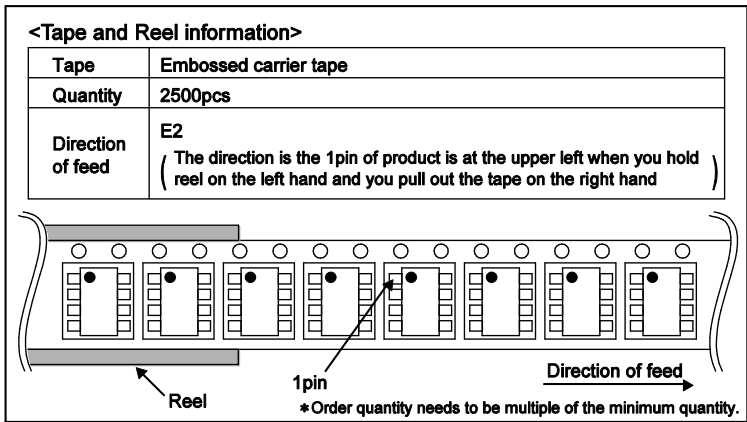 <Tape and Reel information>
Tape Embossed carrier tape
Quantity 2500pcs
Direction of feed E2
( The direction is the 1pin of product is at the upper left when you hold
reel on the left hand and you pull out the tape on the right hand )
Reel
1pin
Direction of feed
*Order quantity needs to be multiple of the minimum quantity.